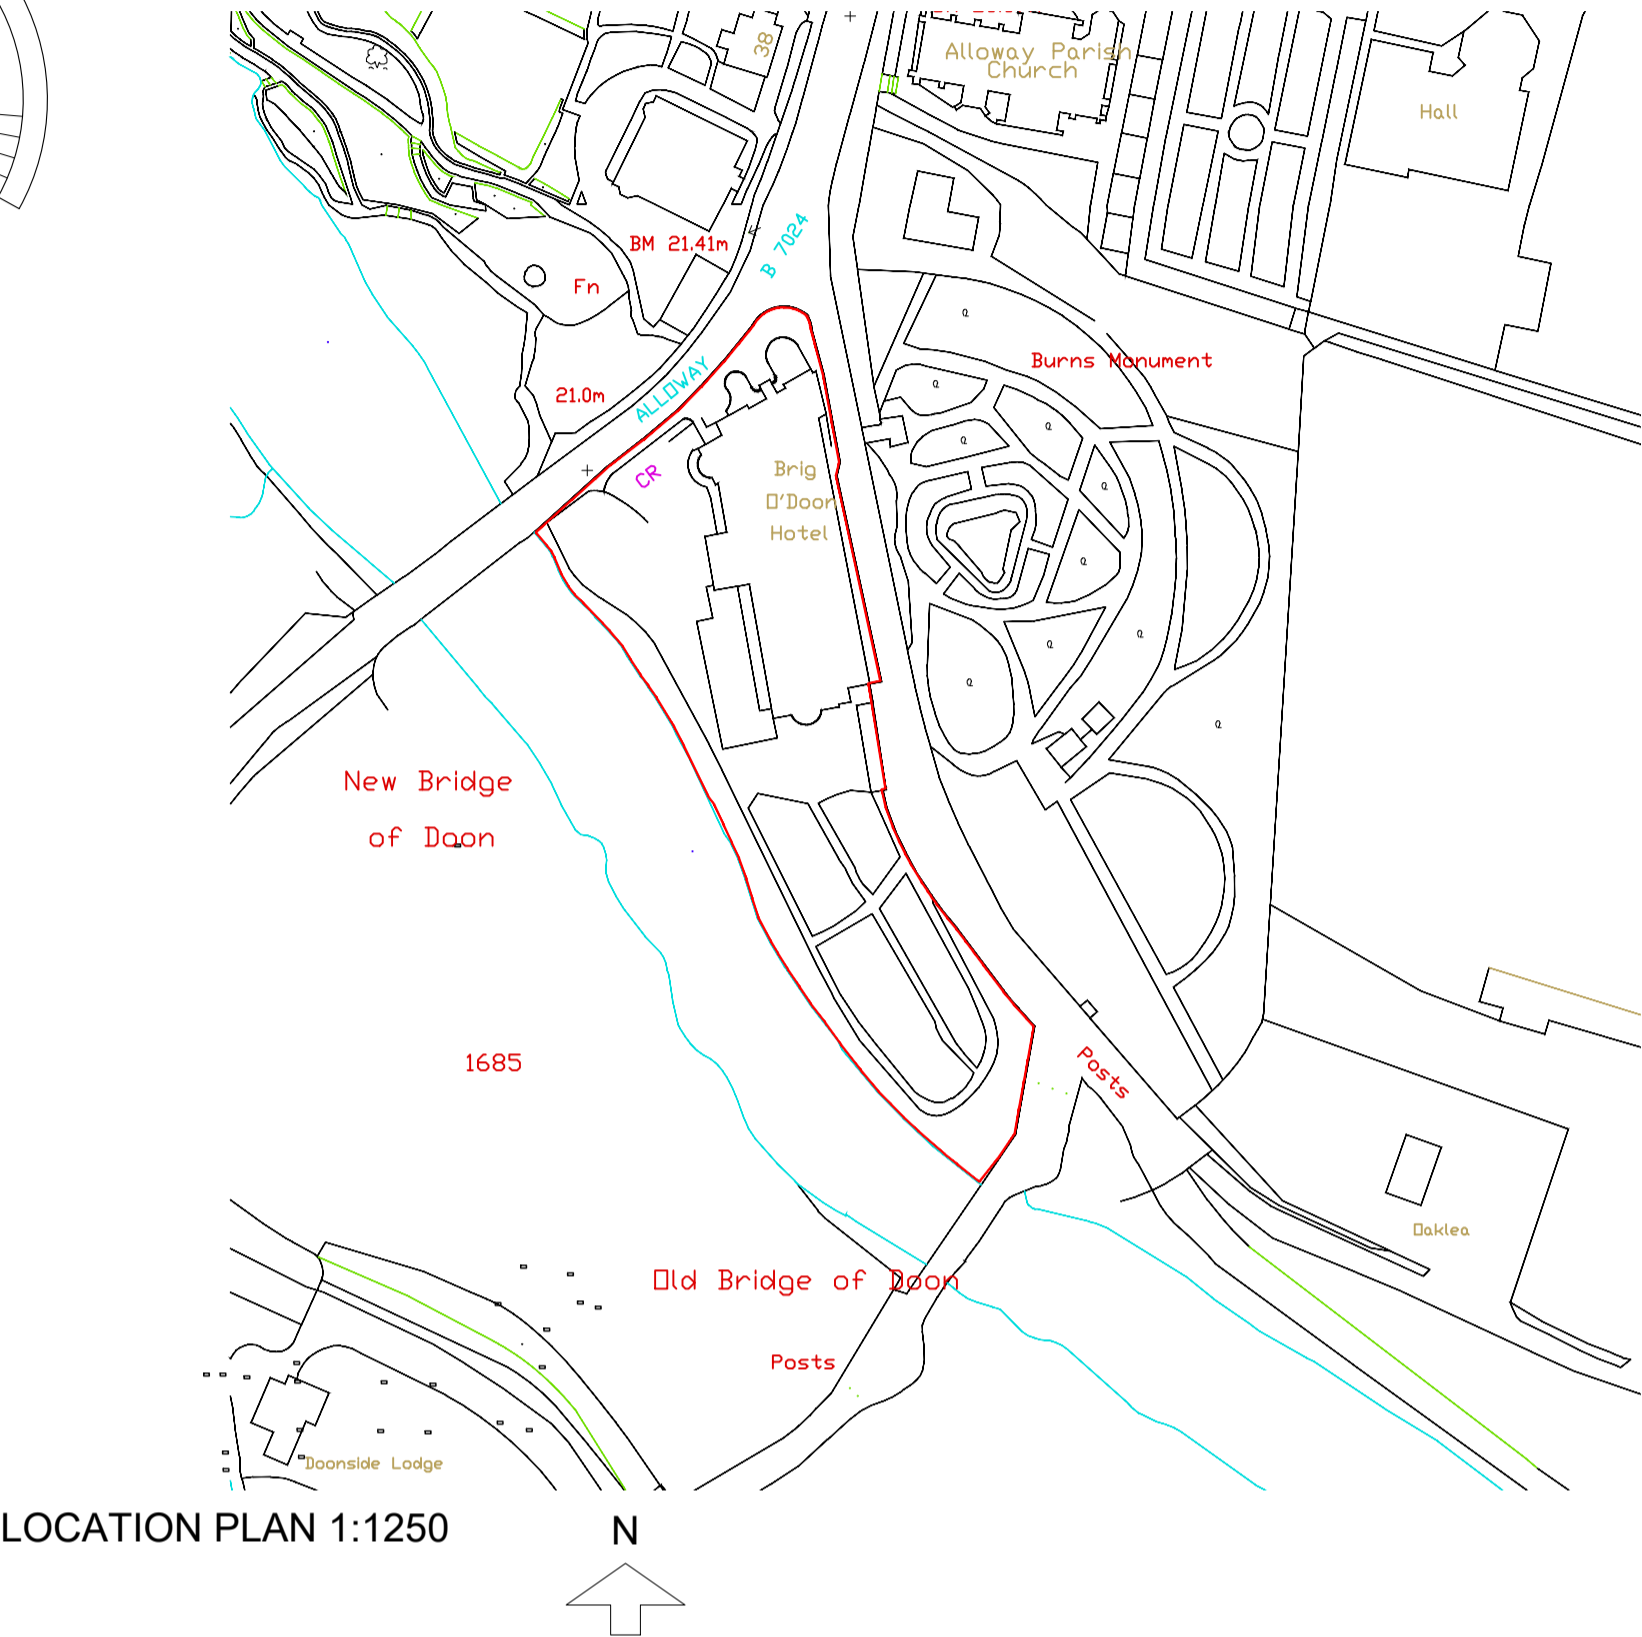 38
Alloway Parish
Church
Hall
B 7024
BM 21.41m
Fn
Burns Monument
21.0m
ALLOWAY
CR
Brig
O'Doon
Hotel
New Bridge
of Doon
1685
Posts
Oaklea
Old Bridge of Doon
Posts
Doonside Lodge
LOCATION PLAN 1:1250
N